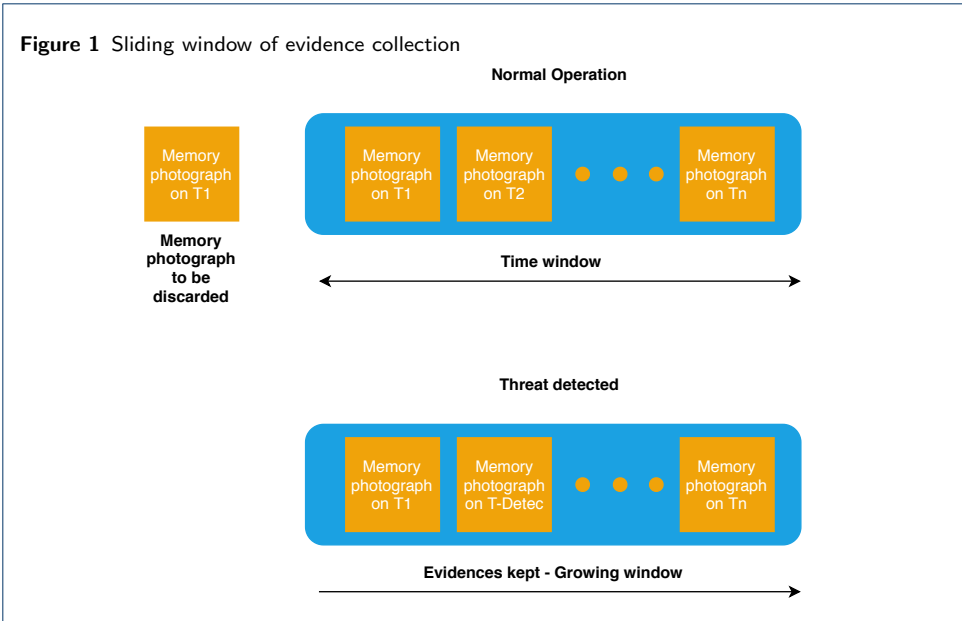 Figure 1 Sliding window of evidence collection
Normal Operation
Memory
photograph
on T1
Memory
photograph
to be
discarded
Memory
photograph
on T1
Memory
photograph
on T2
Memory
photograph
on Tn
Time window
Threat detected
Memory
photograph
on T1
Memory
photograph
on T-Detec
Memory
photograph
on Tn
Evidences kept - Growing window